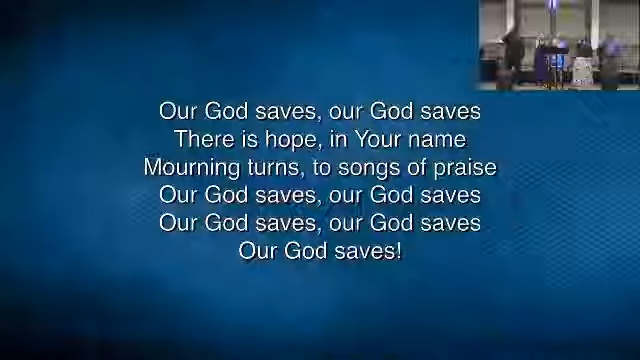 Our God saves, our God saves
There is hope, in Your name
Mourning turns, to songs of praise
Our God saves, our God saves
Our God saves, our God saves
Our God saves!